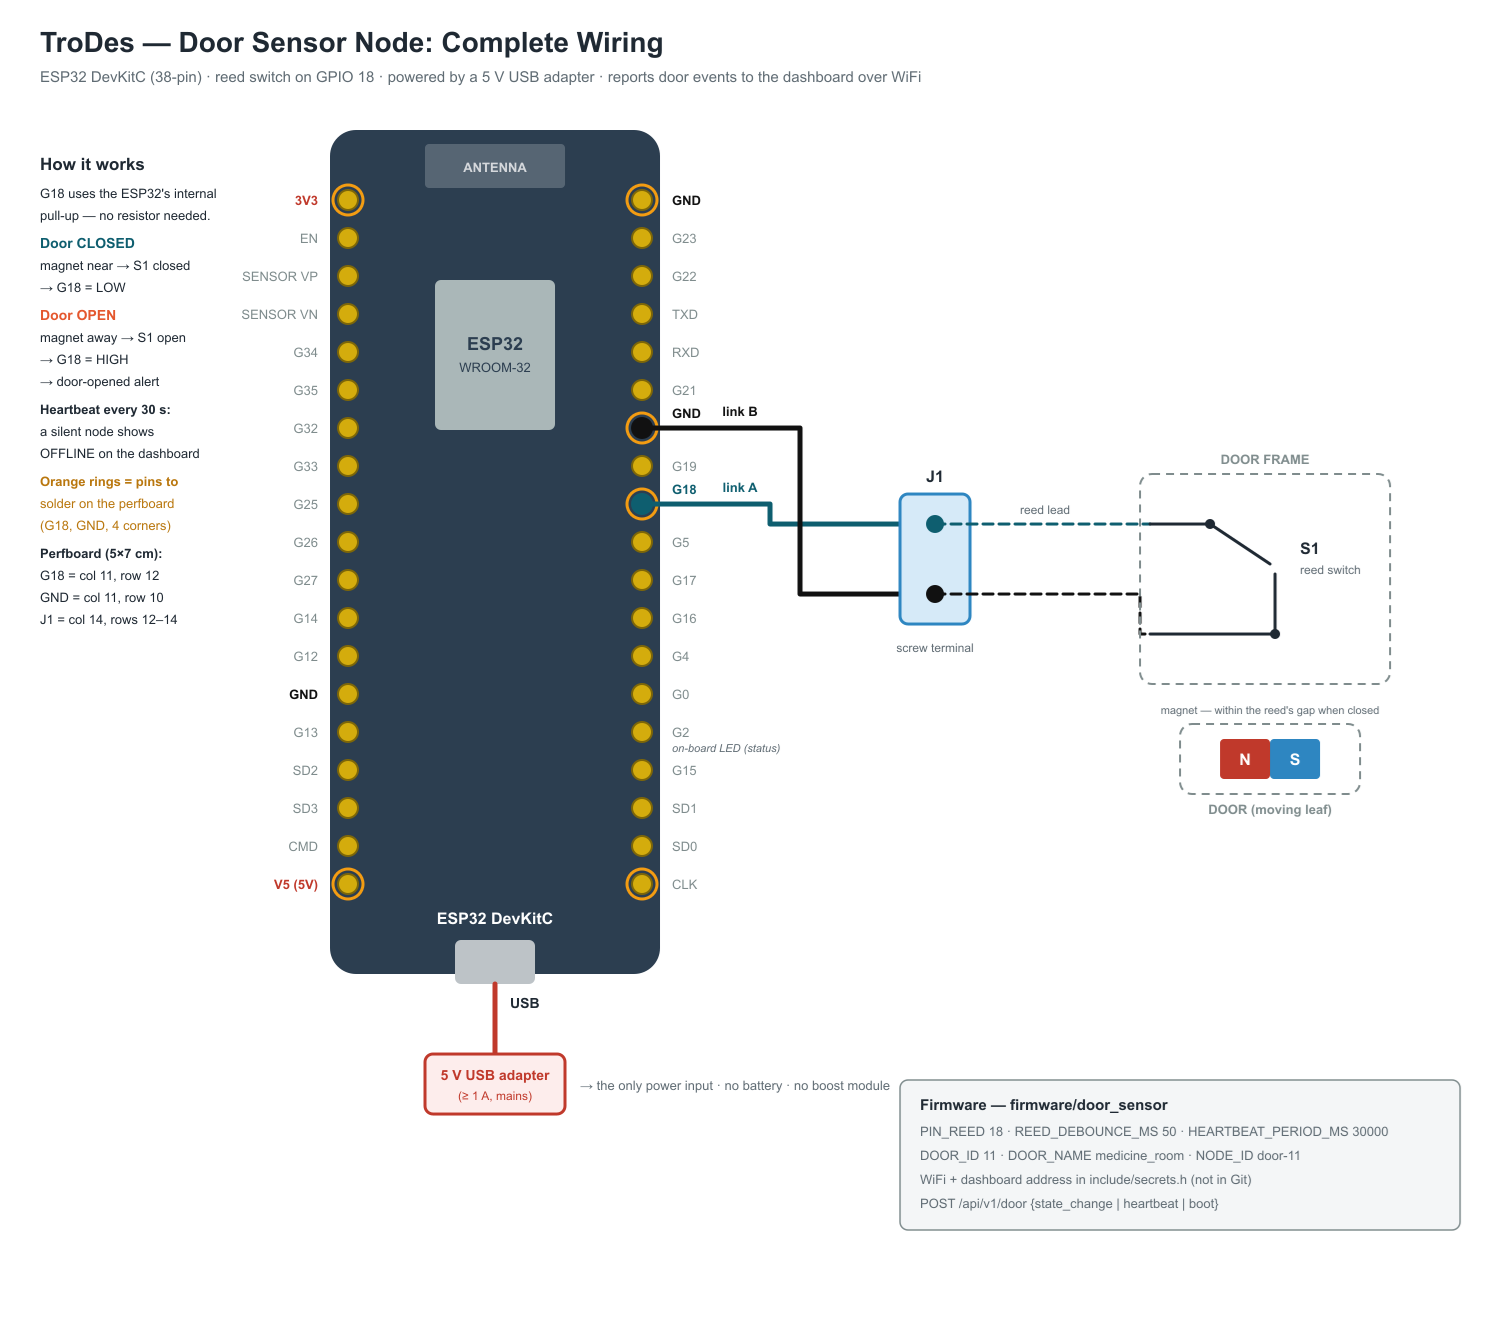 TroDes — Door Sensor Node: Complete Wiring
ESP32 DevKitC (38-pin) · reed switch on GPIO 18 · powered by a 5 V USB adapter · reports door events to the dashboard over WiFi
How it works
G18 uses the ESP32's internal
pull-up — no resistor needed.
Door CLOSED
magnet near → S1 closed
→ G18 = LOW
Door OPEN
magnet away → S1 open
→ G18 = HIGH
→ door-opened alert
Heartbeat every 30 s:
a silent node shows
OFFLINE on the dashboard
Orange rings = pins to
solder on the perfboard
(G18, GND, 4 corners)
Perfboard (5×7 cm):
G18 = col 11, row 12
GND = col 11, row 10
J1 = col 14, rows 12–14
3V3
EN
SENSOR VP
SENSOR VN
G34
G35
G32
G33
G25
G26
G27
G14
G12
GND
G13
SD2
SD3
CMD
V5 (5V)
ANTENNA
ESP32
WROOM-32
ESP32 DevKitC
GND
G23
G22
TXD
RXD
G21
GND link B
G19
G18 link A
G5
G17
G16
G4
G0
G2
on-board LED (status)
G15
SD1
SD0
CLK
J1
screw terminal
reed lead
DOOR FRAME
S1
reed switch
magnet — within the reed's gap when closed
N S
DOOR (moving leaf)
USB
5 V USB adapter
(≥ 1 A, mains)
→ the only power input · no battery · no boost module
Firmware — firmware/door_sensor
PIN_REED 18 · REED_DEBOUNCE_MS 50 · HEARTBEAT_PERIOD_MS 30000
DOOR_ID 11 · DOOR_NAME medicine_room · NODE_ID door-11
WiFi + dashboard address in include/secrets.h (not in Git)
POST /api/v1/door {state_change | heartbeat | boot}